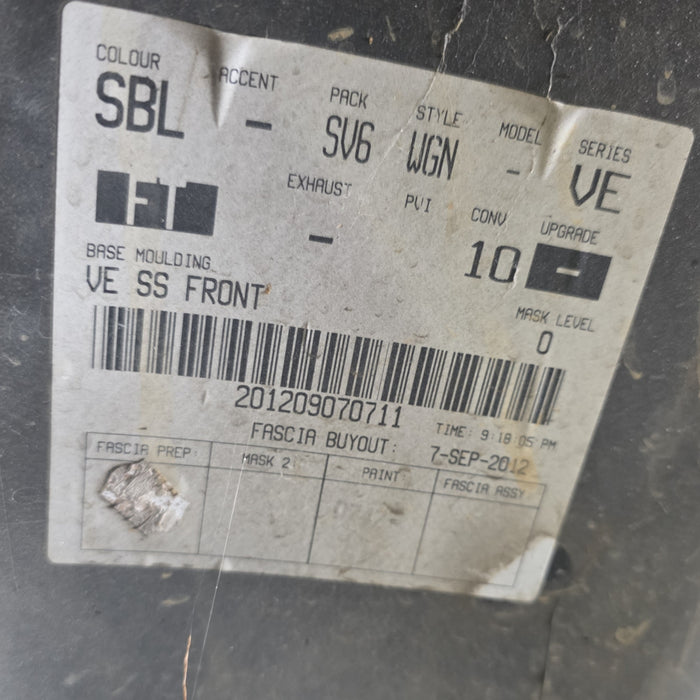 COLOUR ACCENT PACK STYLE MODEL SERIES
SBL - SV6 WGN - VE
FT EXHAUST PVI CONV UPGRADE
- 10 -
BASE MOULDING
VE SS FRONT
MASK LEVEL
0
201209070711
TIME: 9:18:05 PM
FASCIA BUYOUT: 7-SEP-2012
FASCIA PREP: MASK 2: PAINT: FASCIA ASSY